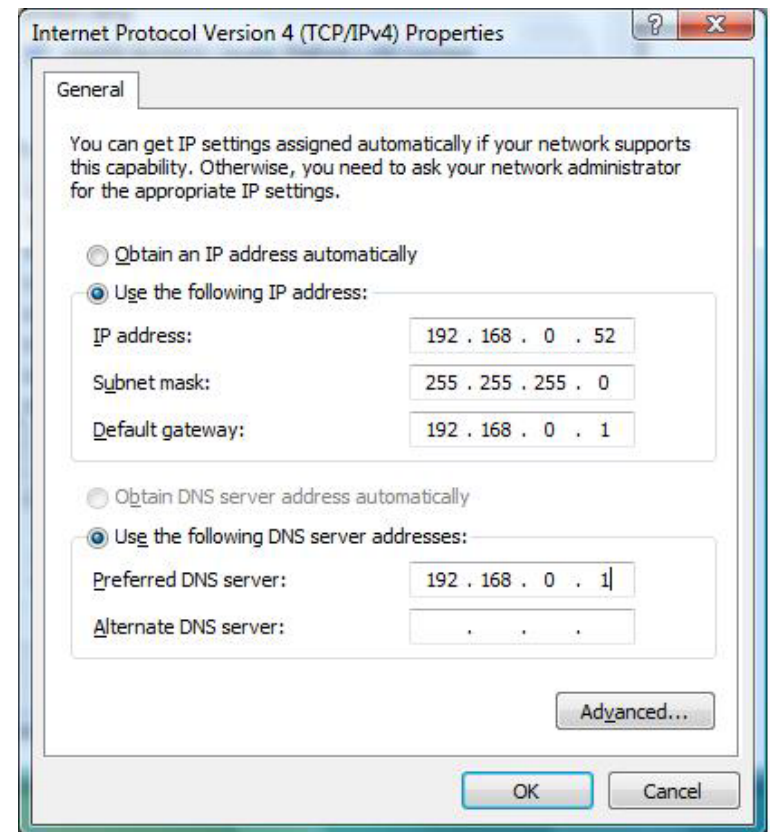 Internet Protocol Version 4 (TCP/IPv4) Properties
?
X
General
You can get IP settings assigned automatically if your network supports
this capability. Otherwise, you need to ask your network administrator
for the appropriate IP settings.
Obtain an IP address automatically
Use the following IP address:
IP address: 192 . 168 . 0 . 52
Subnet mask: 255 . 255 . 255 . 0
Default gateway: 192 . 168 . 0 . 1
Obtain DNS server address automatically
Use the following DNS server addresses:
Preferred DNS server: 192 . 168 . 0 . 1
Alternate DNS server: . . .
Advanced...
OK Cancel